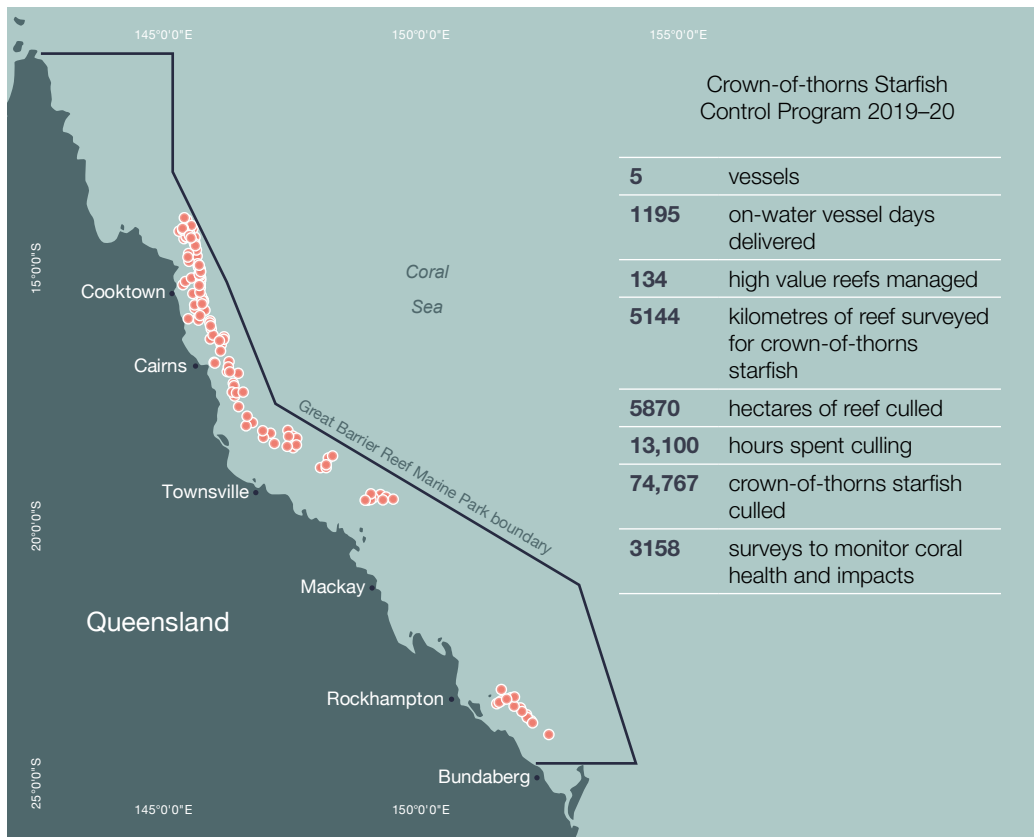 145°0'0"E
150°0'0"E
155°0'0"E
Crown-of-thorns Starfish
Control Program 2019–20
5 vessels
1195 on-water vessel days
delivered
134 high value reefs managed
5144 kilometres of reef surveyed
for crown-of-thorns
starfish
5870 hectares of reef culled
13,100 hours spent culling
74,767 crown-of-thorns starfish
culled
3158 surveys to monitor coral
health and impacts
15°0'0"S
Coral
Sea
Cooktown
Cairns
Great Barrier Reef Marine Park boundary
Townsville
20°0'0"S
Mackay
Queensland
Rockhampton
Bundaberg
25°0'0"S
145°0'0"E
150°0'0"E